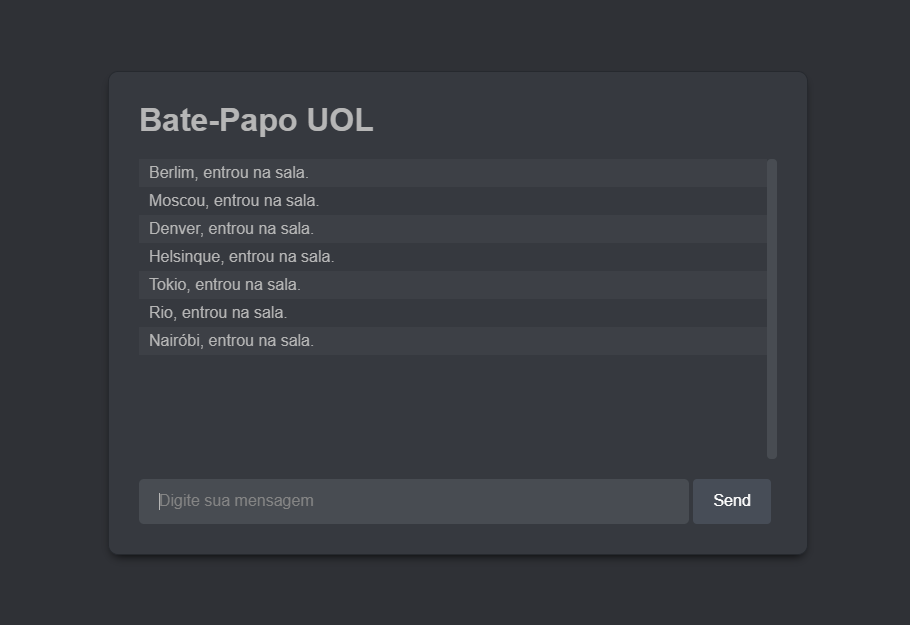 Bate-Papo UOL
Berlim, entrou na sala.
Moscou, entrou na sala.
Denver, entrou na sala.
Helsinque, entrou na sala.
Tokio, entrou na sala.
Rio, entrou na sala.
Nairóbi, entrou na sala.
Digite sua mensagem
Send